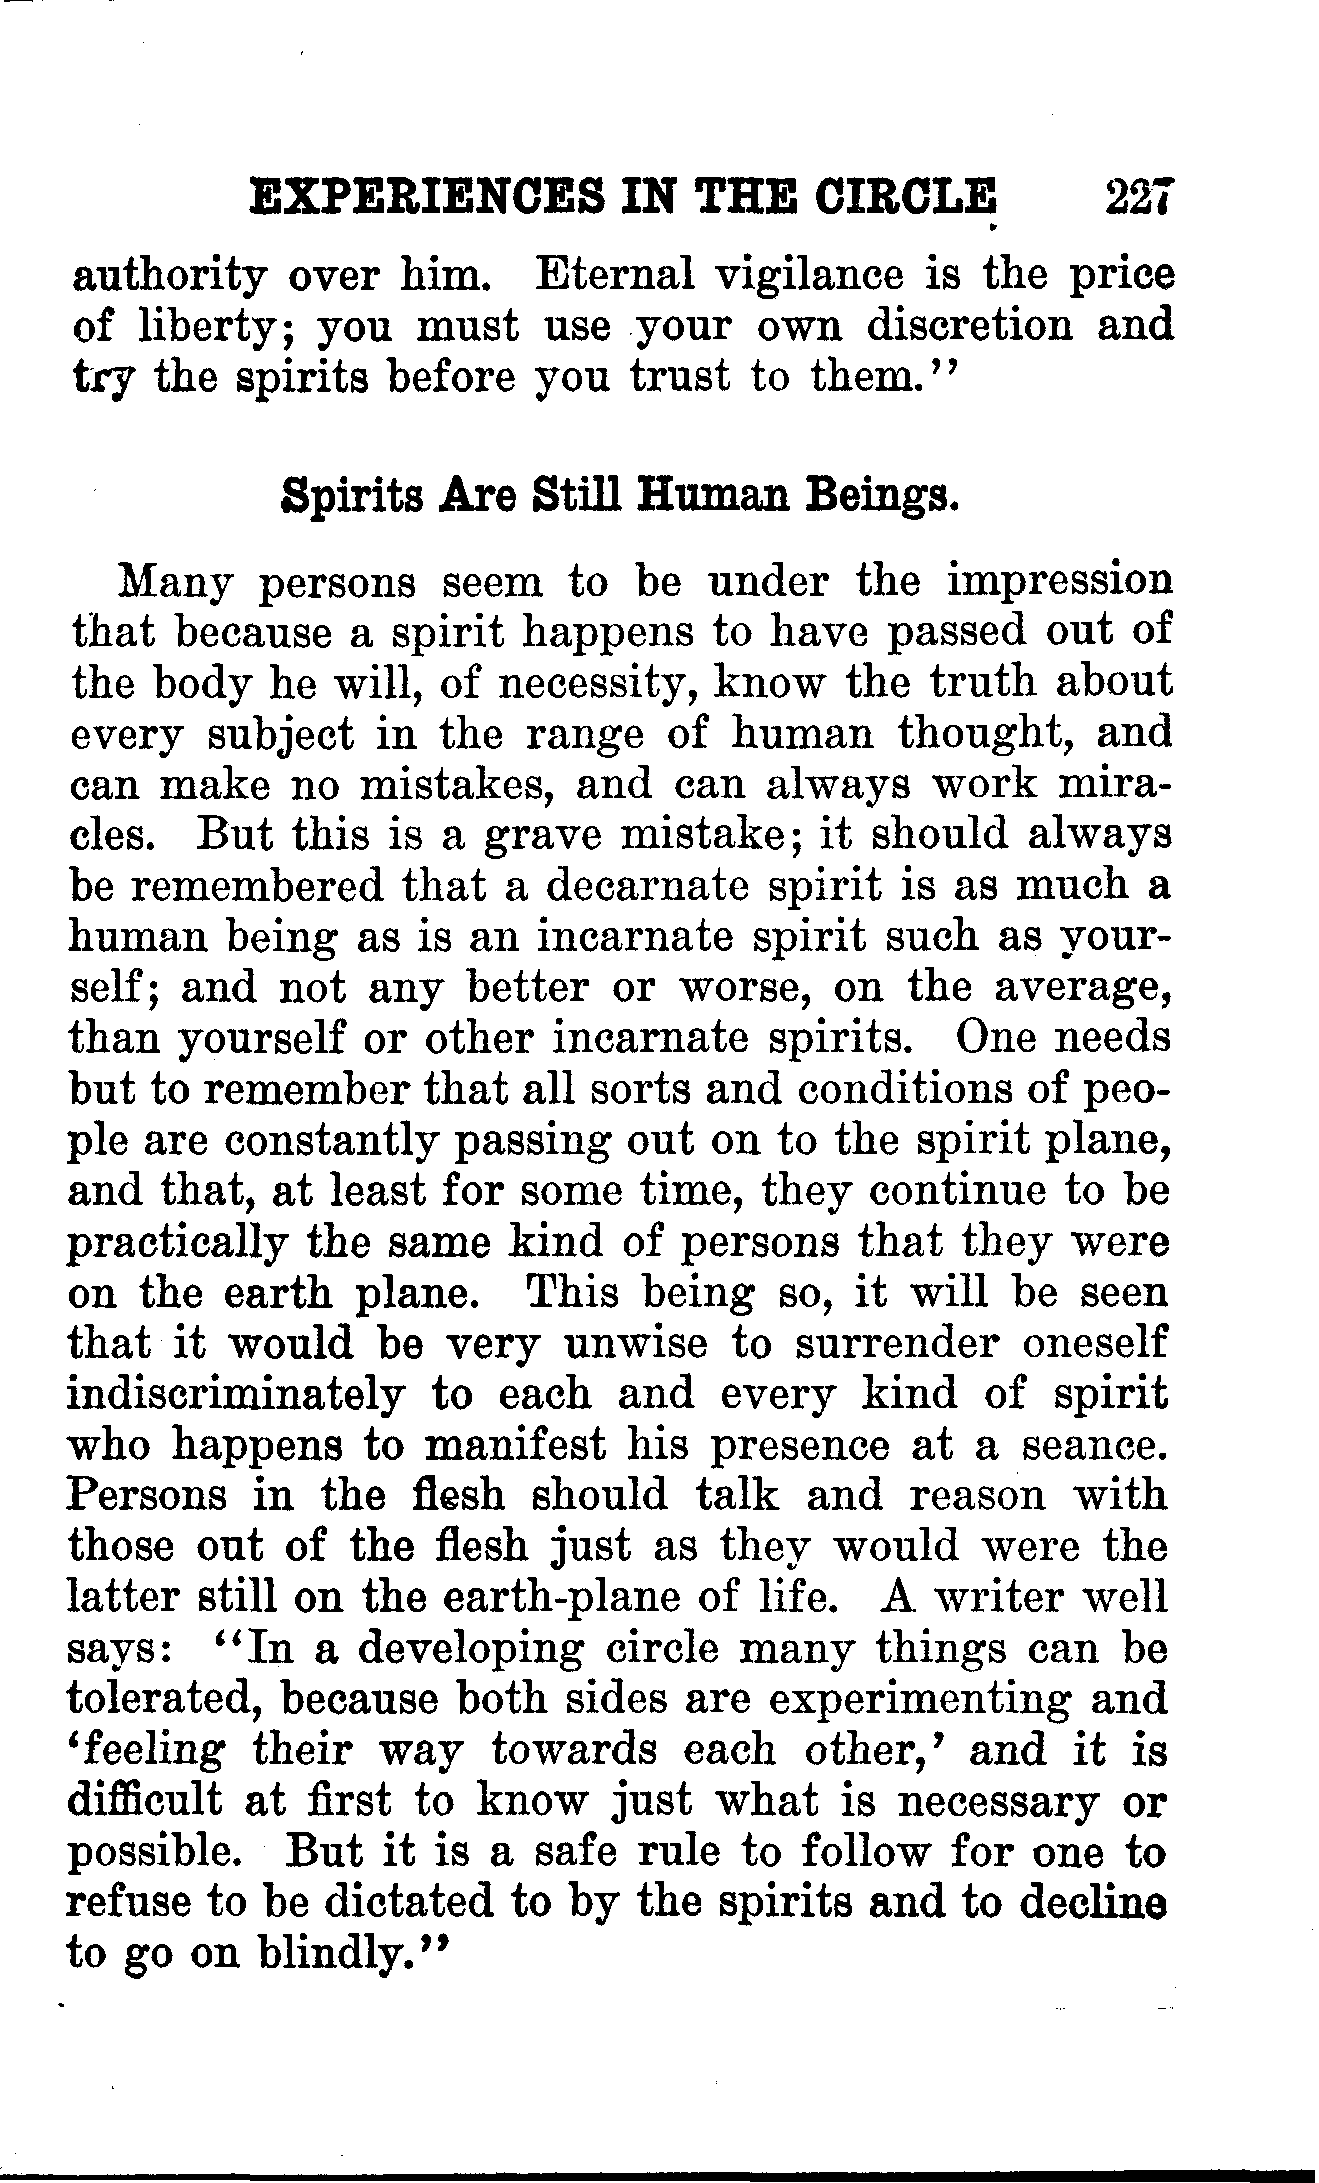 EXPERIENCES IN THE CIRCLE 227
authority over him. Eternal vigilance is the price
of liberty; you must use your own discretion and
try the spirits before you trust to them.''
Spirits Are Still Human Beings.
Many persons seem to be under the impression
that because a spirit happens to have passed out of
the body he will, of necessity, know the truth about
every subject in the range of human thought, and
can make no mistakes, and can always work mira-
cles. But this is a grave mistake; it should always
be remembered that a decarnate spirit is as much a
human being as is an incarnate spirit such as your-
self; and not any better or worse, on the average,
than yourself or other incarnate spirits. One needs
but to remember that all sorts and conditions of peo-
ple are constantly passing out on to the spirit plane,
and that, at least for some time, they continue to be
practically the same kind of persons that they were
on the earth plane. This being so, it will be seen
that it would be very unwise to surrender oneself
indiscriminately to each and every kind of spirit
who happens to manifest his presence at a seance.
Persons in the flesh should talk and reason with
those out of the flesh just as they would were the
latter still on the earth-plane of life. A writer well
says: ''In a developing circle many things can be
tolerated, because both sides are experimenting and
'feeling their way towards each other,' and it is
difficult at first to know just what is necessary or
possible. But it is a safe rule to follow for one to
refuse to be dictated to by the spirits and to decline
to go on blindly.''